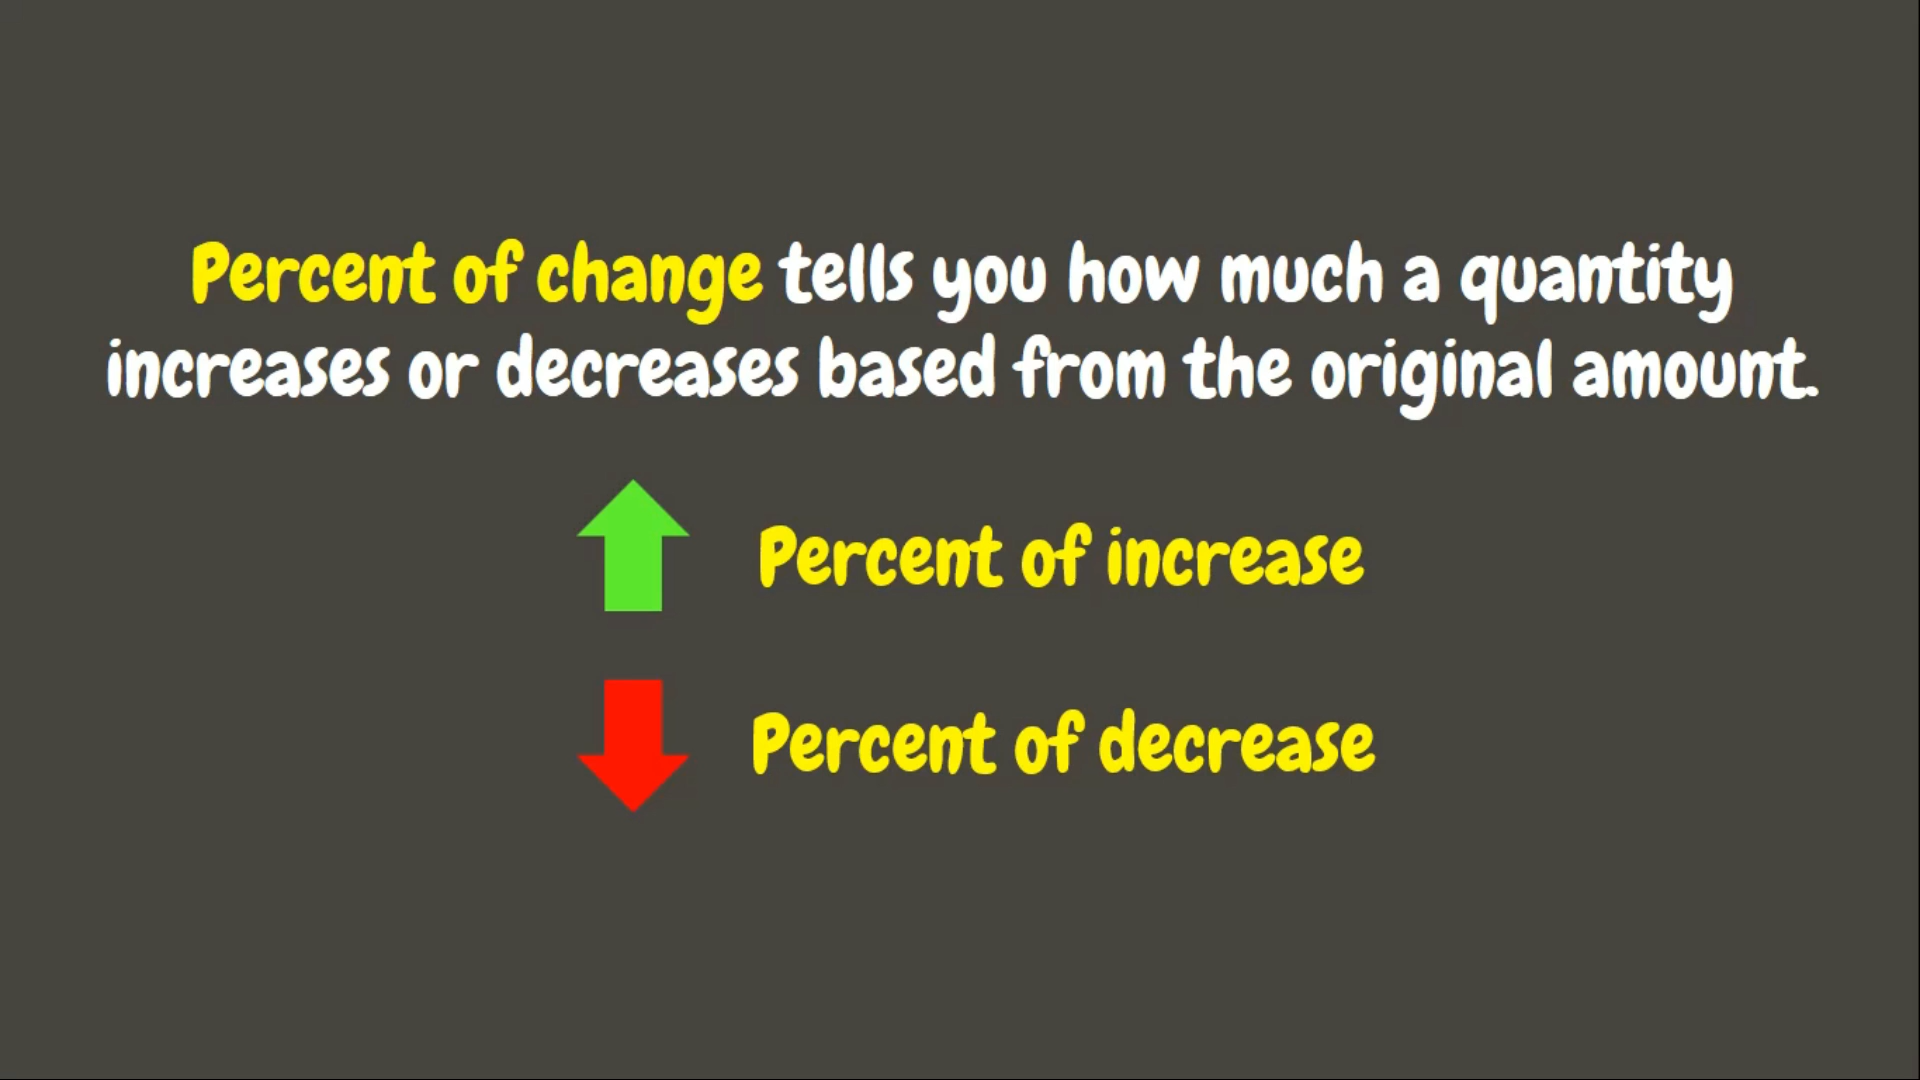 Percent of change tells you how much a quantity
increases or decreases based from the original amount.
Percent of increase
Percent of decrease